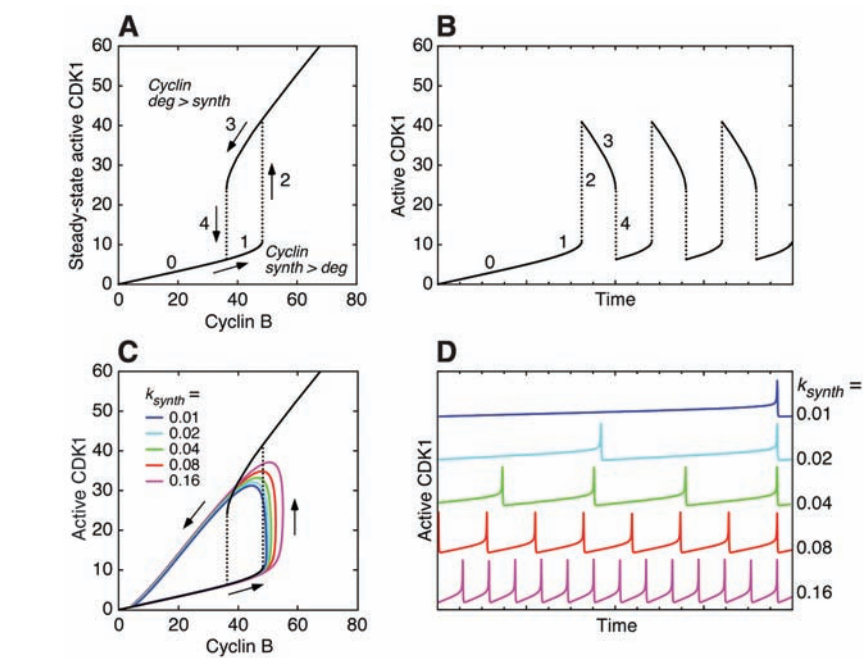 A
60
50
40
30
20
10
0
Steady-state active CDK1
Cyclin
deg > synth
3
2
4
1
0
Cyclin
synth > deg
0 20 40 60 80
Cyclin B
B
60
50
40
30
20
10
0
Active CDK1
3
2
4
1
0
Time
C
60
50
40
30
20
10
0
Active CDK1
ksynth =
0.01
0.02
0.04
0.08
0.16
0 20 40 60 80
Cyclin B
D
Active CDK1
ksynth =
0.01
0.02
0.04
0.08
0.16
Time